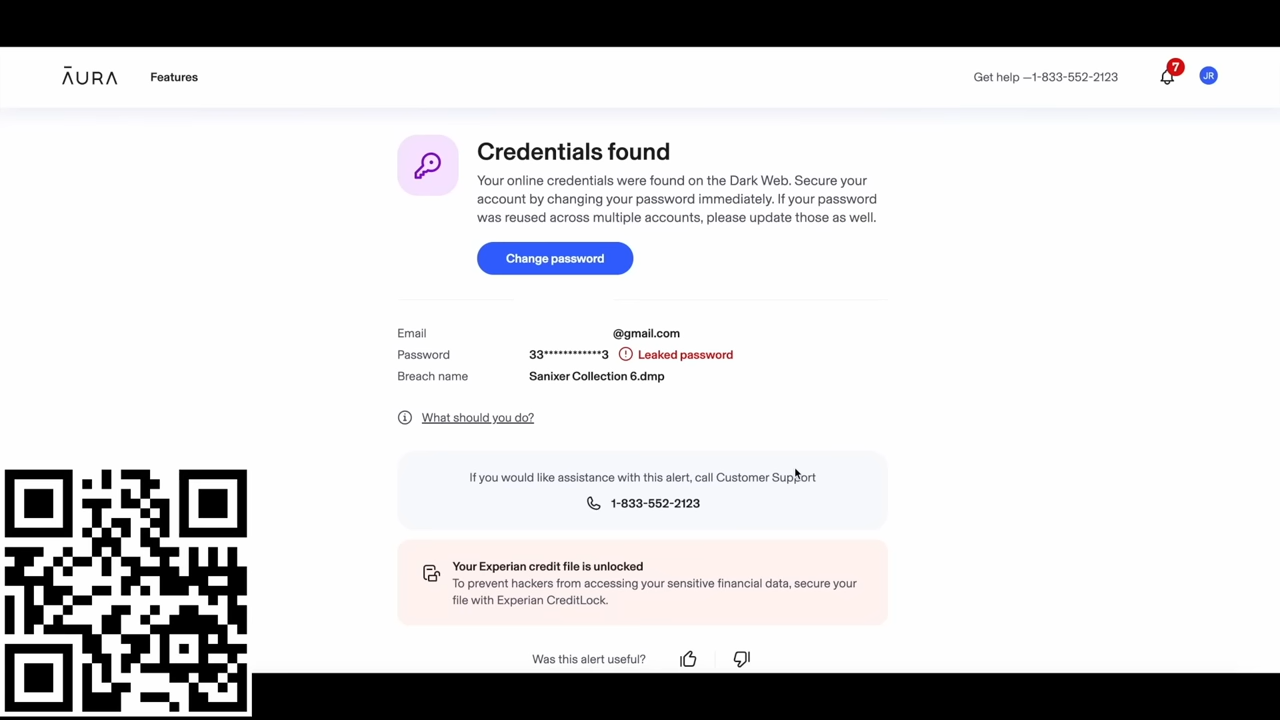 ĀURA
Features
Get help —1-833-552-2123
7
JR
Credentials found
Your online credentials were found on the Dark Web. Secure your
account by changing your password immediately. If your password
was reused across multiple accounts, please update those as well.
Change password
Email @gmail.com
Password 33************3 Leaked password
Breach name Sanixer Collection 6.dmp
What should you do?
If you would like assistance with this alert, call Customer Support
1-833-552-2123
Your Experian credit file is unlocked
To prevent hackers from accessing your sensitive financial data, secure your
file with Experian CreditLock.
Was this alert useful?